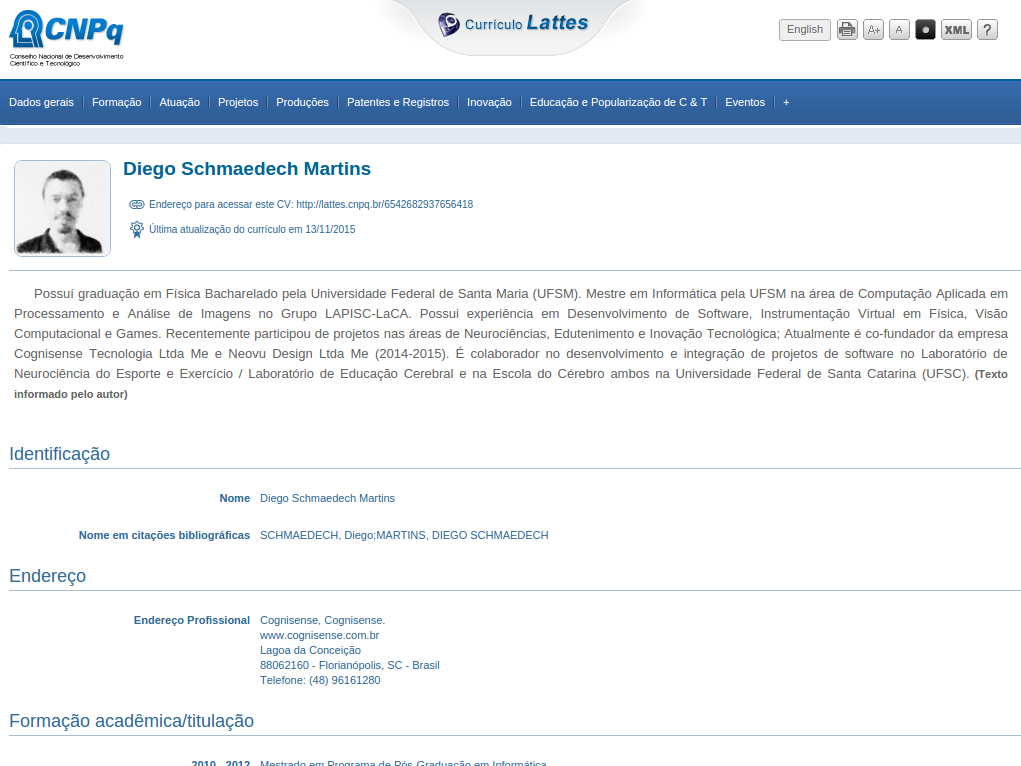 CNPq
Conselho Nacional de Desenvolvimento
Científico e Tecnológico
Currículo Lattes
English
A+
A
XML
?
Dados gerais
Formação
Atuação
Projetos
Produções
Patentes e Registros
Inovação
Educação e Popularização de C & T
Eventos
+
Diego Schmaedech Martins
Endereço para acessar este CV: http://lattes.cnpq.br/6542682937656418
Última atualização do currículo em 13/11/2015
Possuí graduação em Física Bacharelado pela Universidade Federal de Santa Maria (UFSM). Mestre em Informática pela UFSM na área de Computação Aplicada em
Processamento e Análise de Imagens no Grupo LAPISC-LaCA. Possui experiência em Desenvolvimento de Software, Instrumentação Virtual em Física, Visão
Computacional e Games. Recentemente participou de projetos nas áreas de Neurociências, Edutenimento e Inovação Tecnológica; Atualmente é co-fundador da empresa
Cognisense Tecnologia Ltda Me e Neovu Design Ltda Me (2014-2015). É colaborador no desenvolvimento e integração de projetos de software no Laboratório de
Neurociência do Esporte e Exercício / Laboratório de Educação Cerebral e na Escola do Cérebro ambos na Universidade Federal de Santa Catarina (UFSC). (Texto
informado pelo autor)
Identificação
Nome Diego Schmaedech Martins
Nome em citações bibliográficas SCHMAEDECH, Diego;MARTINS, DIEGO SCHMAEDECH
Endereço
Endereço Profissional Cognisense, Cognisense.
www.cognisense.com.br
Lagoa da Conceição
88062160 - Florianópolis, SC - Brasil
Telefone: (48) 96161280
Formação acadêmica/titulação
2010 - 2012 Mestrado em Programa de Pós-Graduação em Informática